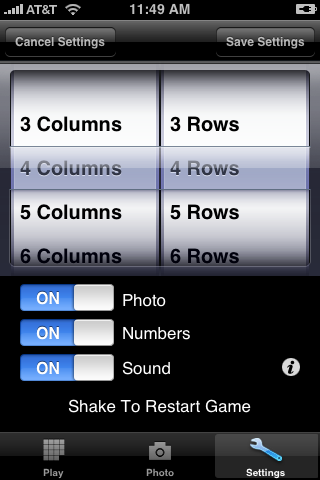 AT&T 11:49 AM
Cancel Settings Save Settings
3 Columns 3 Rows
4 Columns 4 Rows
5 Columns 5 Rows
6 Columns 6 Rows
ON Photo
ON Numbers
ON Sound i
Shake To Restart Game
Play Photo Settings